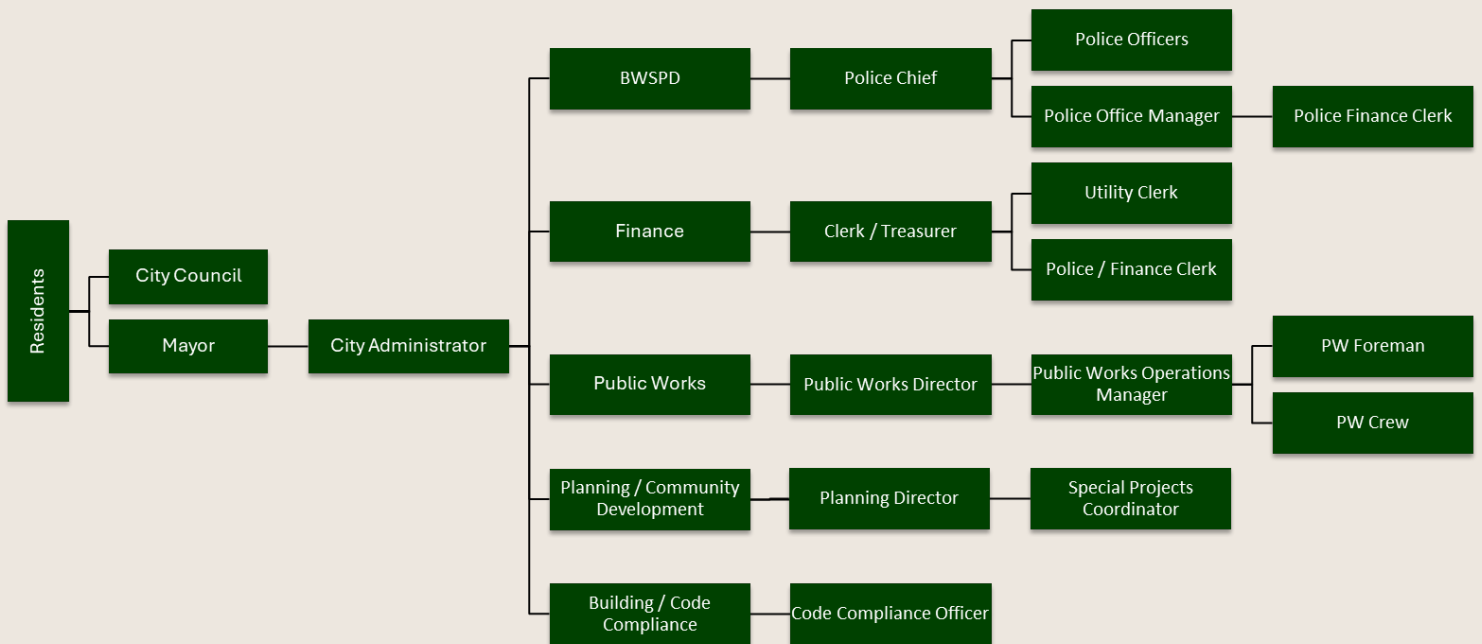 Residents
City Council
Mayor
City Administrator
BWSPD
Police Chief
Police Officers
Police Office Manager
Police Finance Clerk
Finance
Clerk / Treasurer
Utility Clerk
Police / Finance Clerk
Public Works
Public Works Director
Public Works Operations
Manager
PW Foreman
PW Crew
Planning / Community
Development
Planning Director
Special Projects
Coordinator
Building / Code
Compliance
Code Compliance Officer